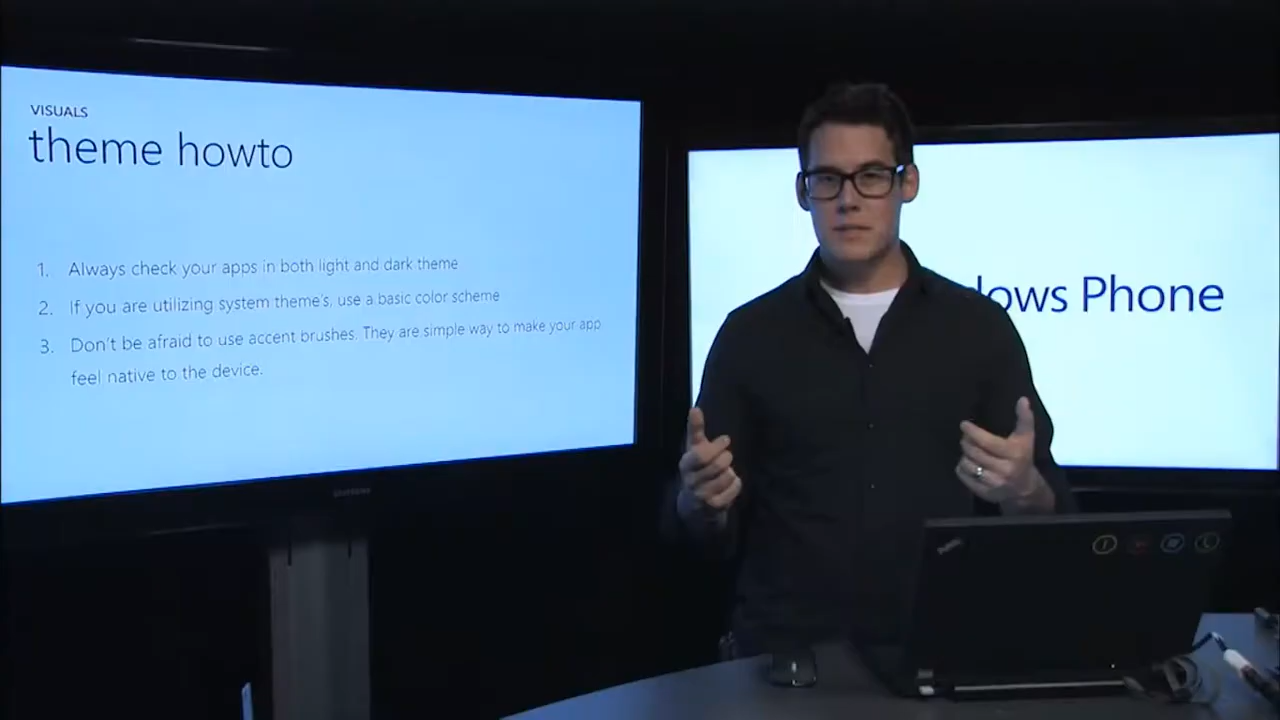 VISUALS
theme howto
1. Always check your apps in both light and dark theme
2. If you are utilizing system theme's, use a basic color scheme
3. Don't be afraid to use accent brushes. They are simple way to make your app
feel native to the device.
dows Phone
SAMSUNG